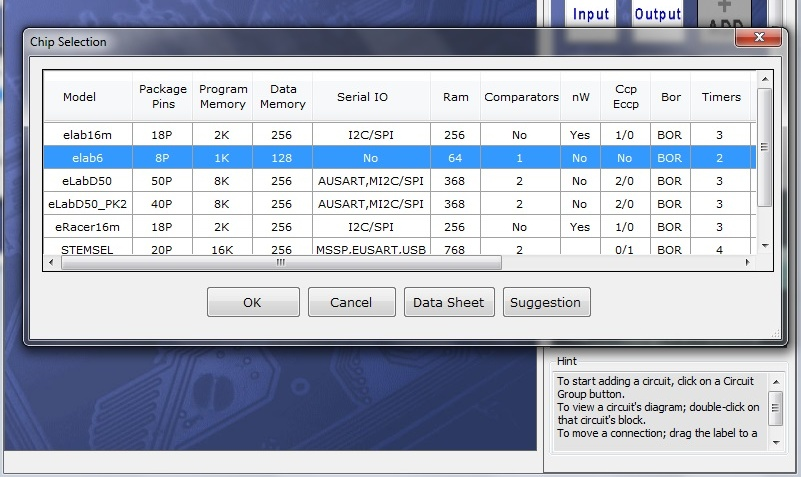 Input Output + ADD
Chip Selection
Model Package Pins Program Memory Data Memory Serial IO Ram Comparators nW Ccp Eccp Bor Timers
elab16m 18P 2K 256 I2C/SPI 256 No Yes 1/0 BOR 3
elab6 8P 1K 128 No 64 1 No No BOR 2
eLabD50 50P 8K 256 AUSART,MI2C/SPI 368 2 No 2/0 BOR 3
eLabD50_PK2 40P 8K 256 AUSART,MI2C/SPI 368 2 No 2/0 BOR 3
eRacer16m 18P 2K 256 I2C/SPI 256 No Yes 1/0 BOR 3
STEMSEL 20P 16K 256 MSSP,EUSART,USB 768 2 0/1 BOR 4
OK Cancel Data Sheet Suggestion
Hint
To start adding a circuit, click on a Circuit
Group button.
To view a circuit's diagram; double-click on
that circuit's block.
To move a connection; drag the label to a